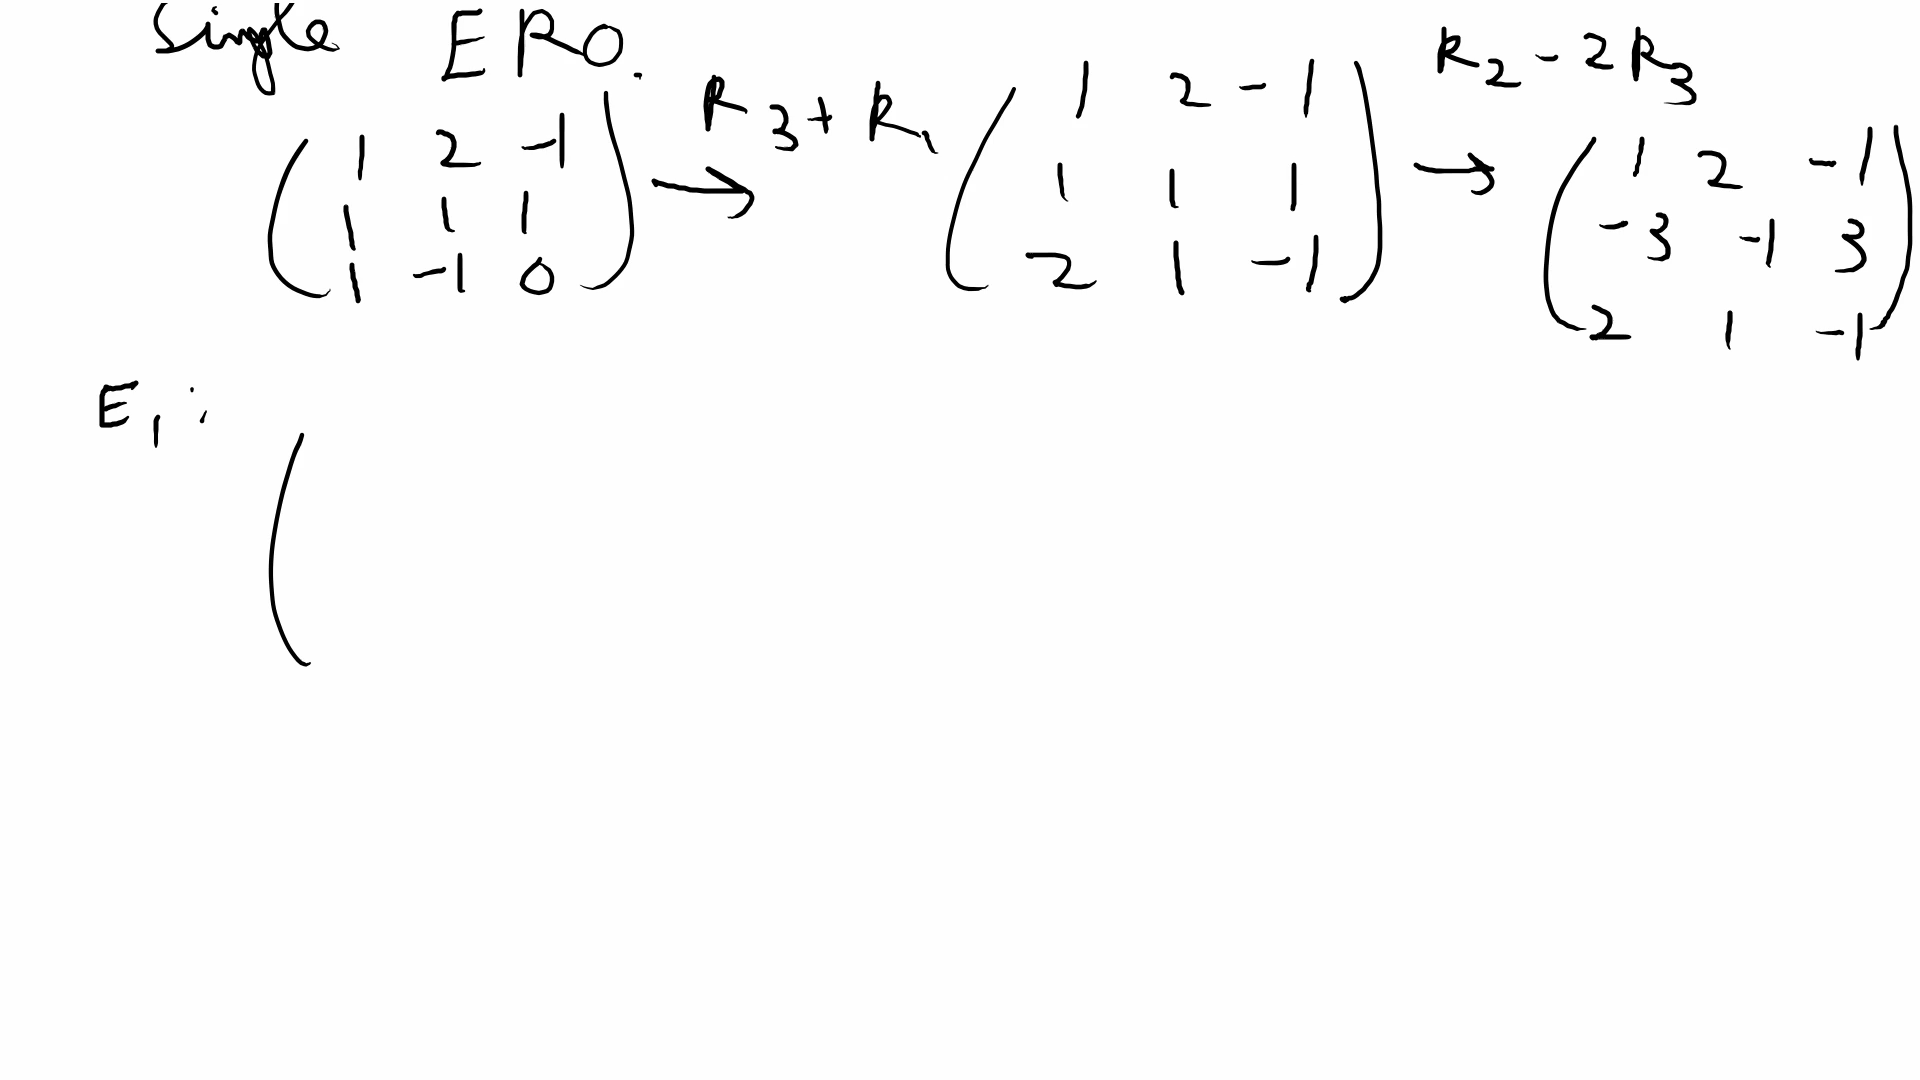 Single ERO.
( 1 2 -1 ) R3 + R1 ( 1 2 -1 ) R2 - 2R3 ( 1 2 -1 )
( 1 1 1 ) → ( 1 1 1 ) → ( -3 -1 3 )
( 1 -1 0 ) ( 2 1 -1 ) ( 2 1 -1 )
E1 :
(